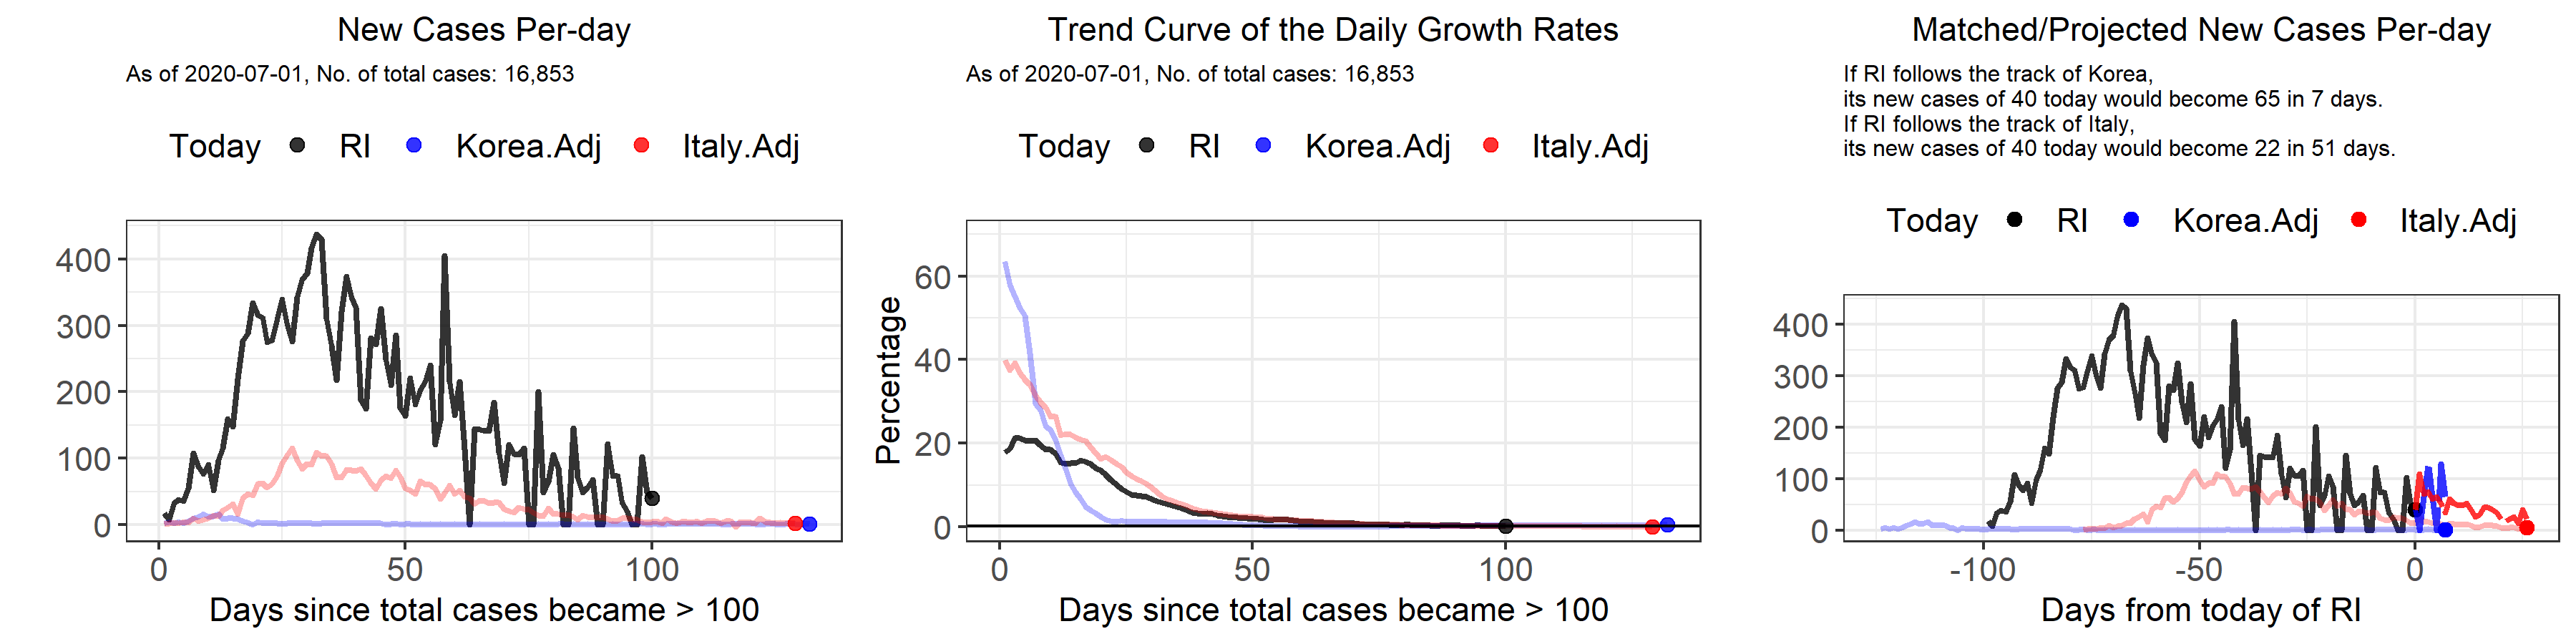 New Cases Per-day
As of 2020-07-01, No. of total cases: 16,853
Today RI Korea.Adj Italy.Adj
400
300
200
100
0
0 50 100
Days since total cases became > 100
Trend Curve of the Daily Growth Rates
As of 2020-07-01, No. of total cases: 16,853
Today RI Korea.Adj Italy.Adj
Percentage
60
40
20
0
0 50 100
Days since total cases became > 100
Matched/Projected New Cases Per-day
If RI follows the track of Korea,
its new cases of 40 today would become 65 in 7 days.
If RI follows the track of Italy,
its new cases of 40 today would become 22 in 51 days.
Today RI Korea.Adj Italy.Adj
400
300
200
100
0
-100 -50 0
Days from today of RI